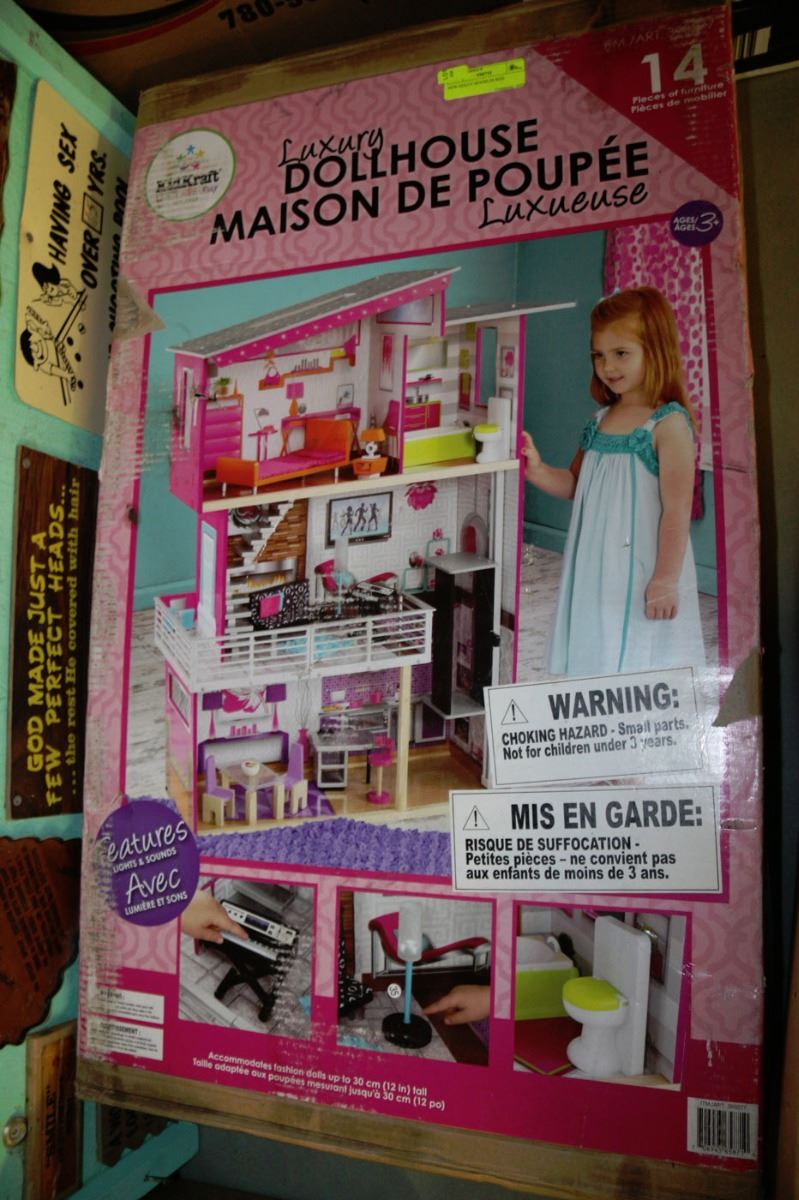 780-5
14
Pieces of furniture
Pièces de mobilier
KidKraft
Luxury
DOLLHOUSE
MAISON DE POUPÉE
Luxueuse
AGES/
AGES 3+
HAVING SEX
OVER YRS.
GOD MADE JUST A
FEW PERFECT HEADS...
... the rest He covered with hair
WARNING:
CHOKING HAZARD - Small parts.
Not for children under 3 years.
MIS EN GARDE:
RISQUE DE SUFFOCATION -
Petites pièces – ne convient pas
aux enfants de moins de 3 ans.
eatures
LIGHTS & SOUNDS
Avec
LUMIÈRE ET SONS
Accommodates fashion dolls up to 30 cm (12 in) tall
Taille adaptée aux poupées mesurant jusqu'à 30 cm (12 po)
"SMILE"